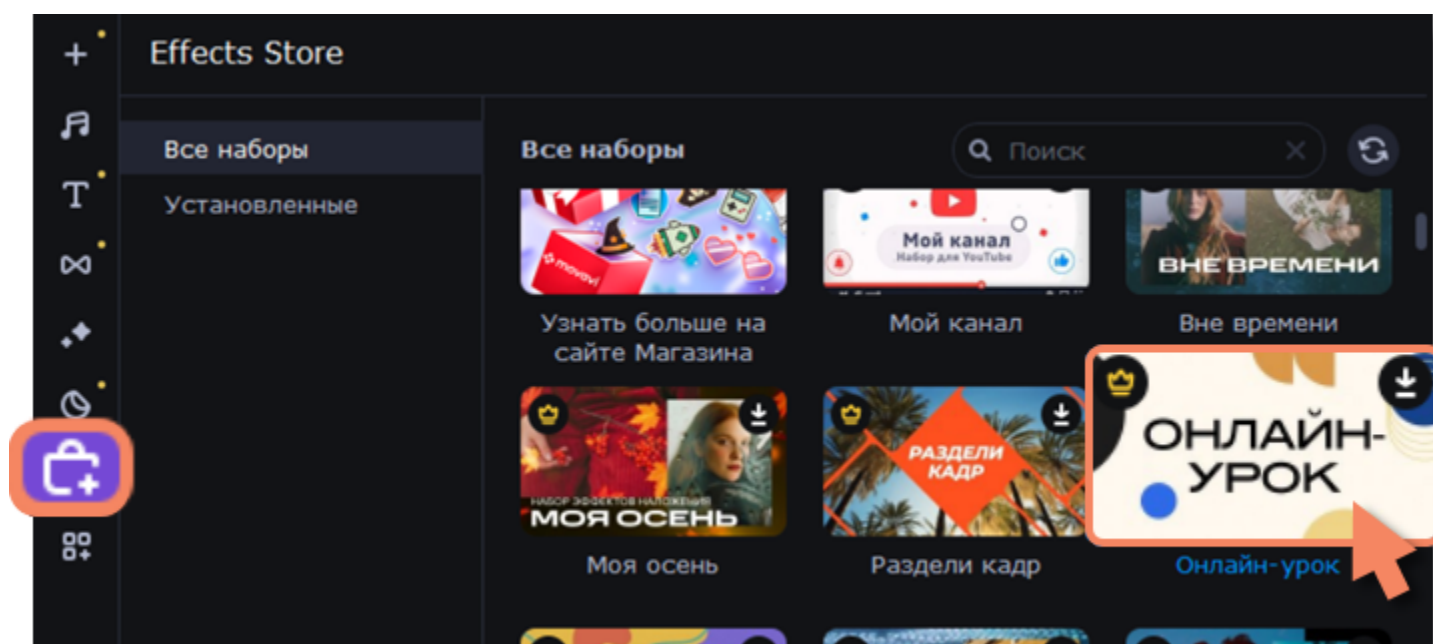 Effects Store
Все наборы
Установленные
Все наборы
Поиск
movavi
Мой канал
Набор для YouTube
ВНЕ ВРЕМЕНИ
Узнать больше на
сайте Магазина
Мой канал
Вне времени
НАБОР ЭФФЕКТОВ НАЛОЖЕНИЯ
МОЯ ОСЕНЬ
РАЗДЕЛИ
КАДР
ОНЛАЙН-
УРОК
Моя осень
Раздели кадр
Онлайн-урок